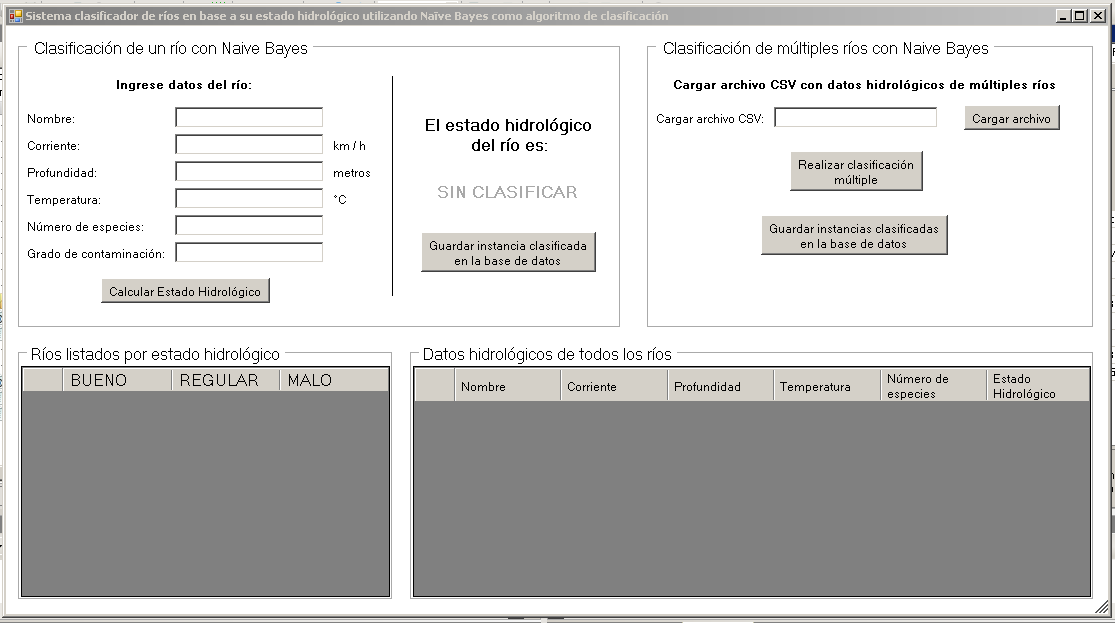 Sistema clasificador de ríos en base a su estado hidrológico utilizando Naïve Bayes como algoritmo de clasificación
Clasificación de un río con Naive Bayes
Ingrese datos del río:
Nombre:
Corriente:
km / h
Profundidad:
metros
Temperatura:
°C
Número de especies:
Grado de contaminación:
Calcular Estado Hidrológico
El estado hidrológico
del río es:
SIN CLASIFICAR
Guardar instancia clasificada
en la base de datos
Clasificación de múltiples ríos con Naive Bayes
Cargar archivo CSV con datos hidrológicos de múltiples ríos
Cargar archivo CSV:
Cargar archivo
Realizar clasificación
múltiple
Guardar instancias clasificadas
en la base de datos
Ríos listados por estado hidrológico
BUENO
REGULAR
MALO
Datos hidrológicos de todos los ríos
Nombre
Corriente
Profundidad
Temperatura
Número de
especies
Estado
Hidrológico